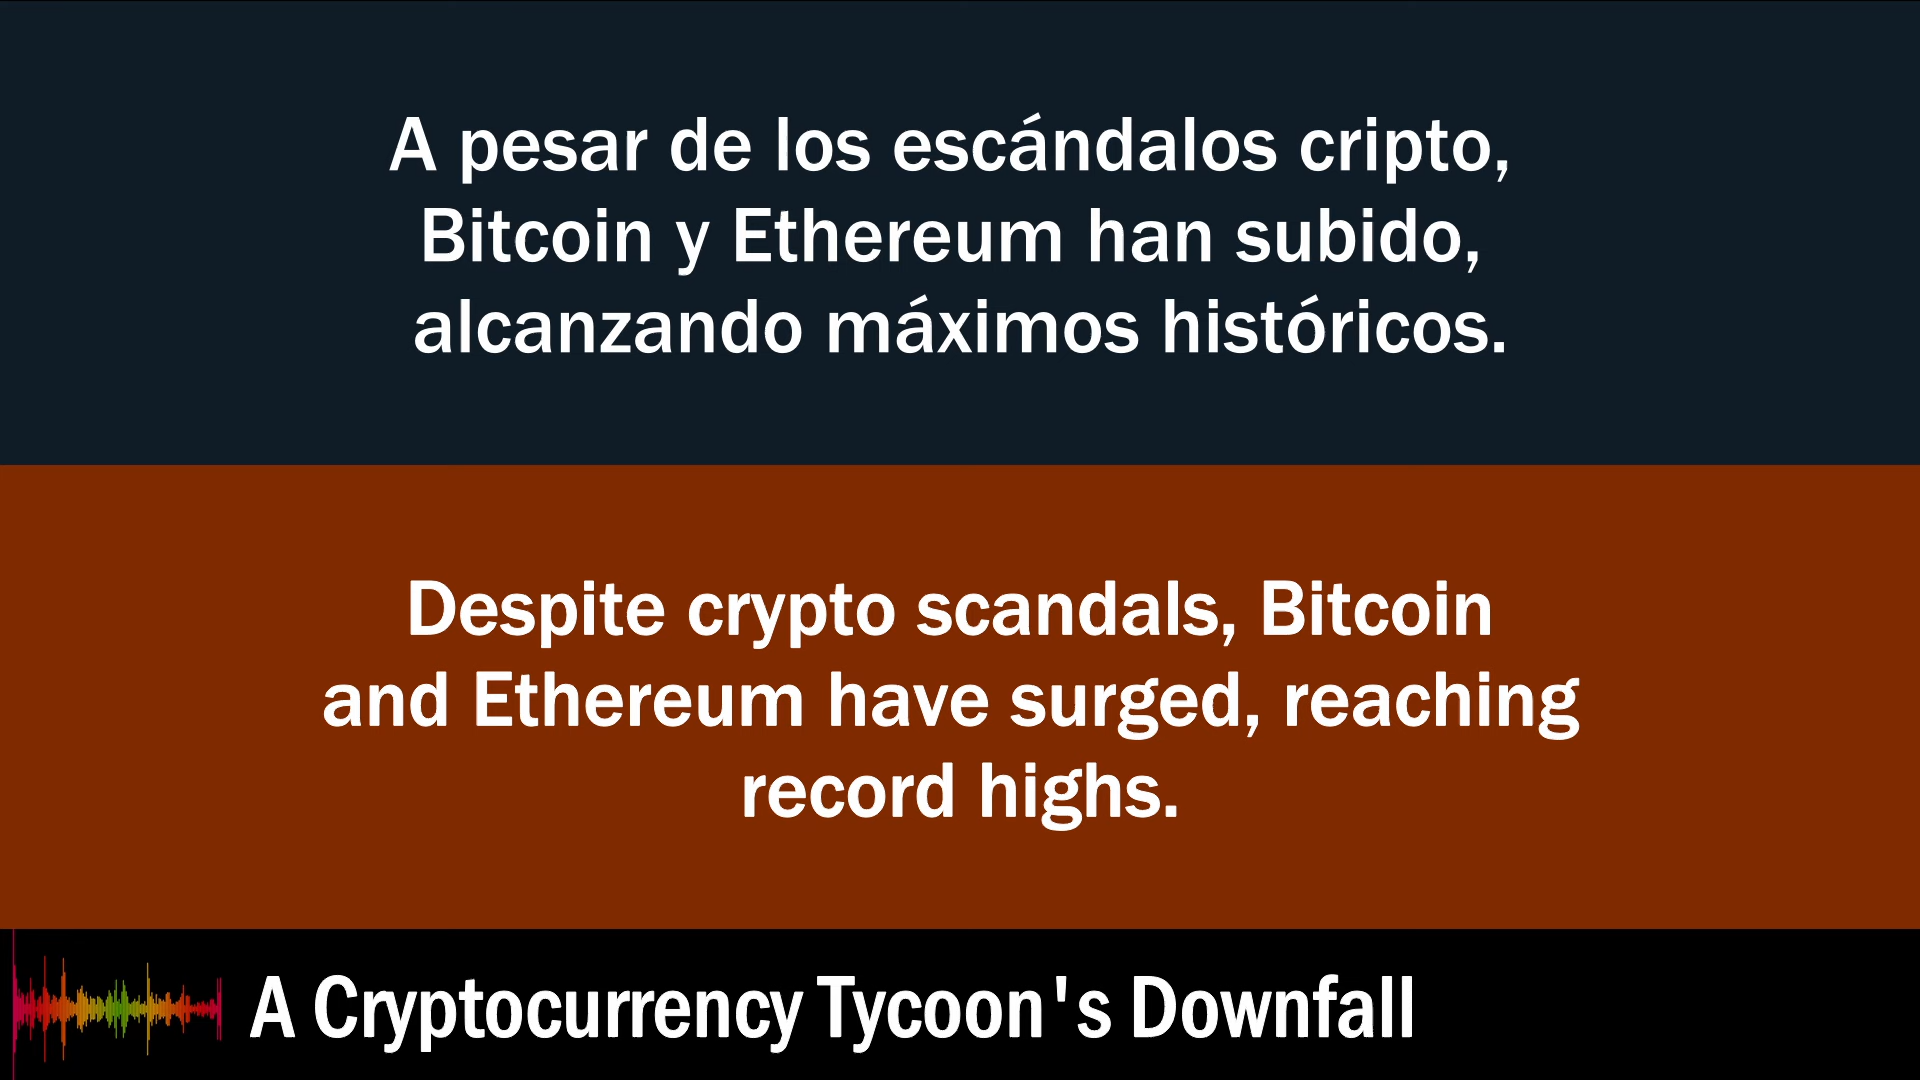 A pesar de los escándalos cripto,
Bitcoin y Ethereum han subido,
alcanzando máximos históricos.
Despite crypto scandals, Bitcoin
and Ethereum have surged, reaching
record highs.
A Cryptocurrency Tycoon's Downfall